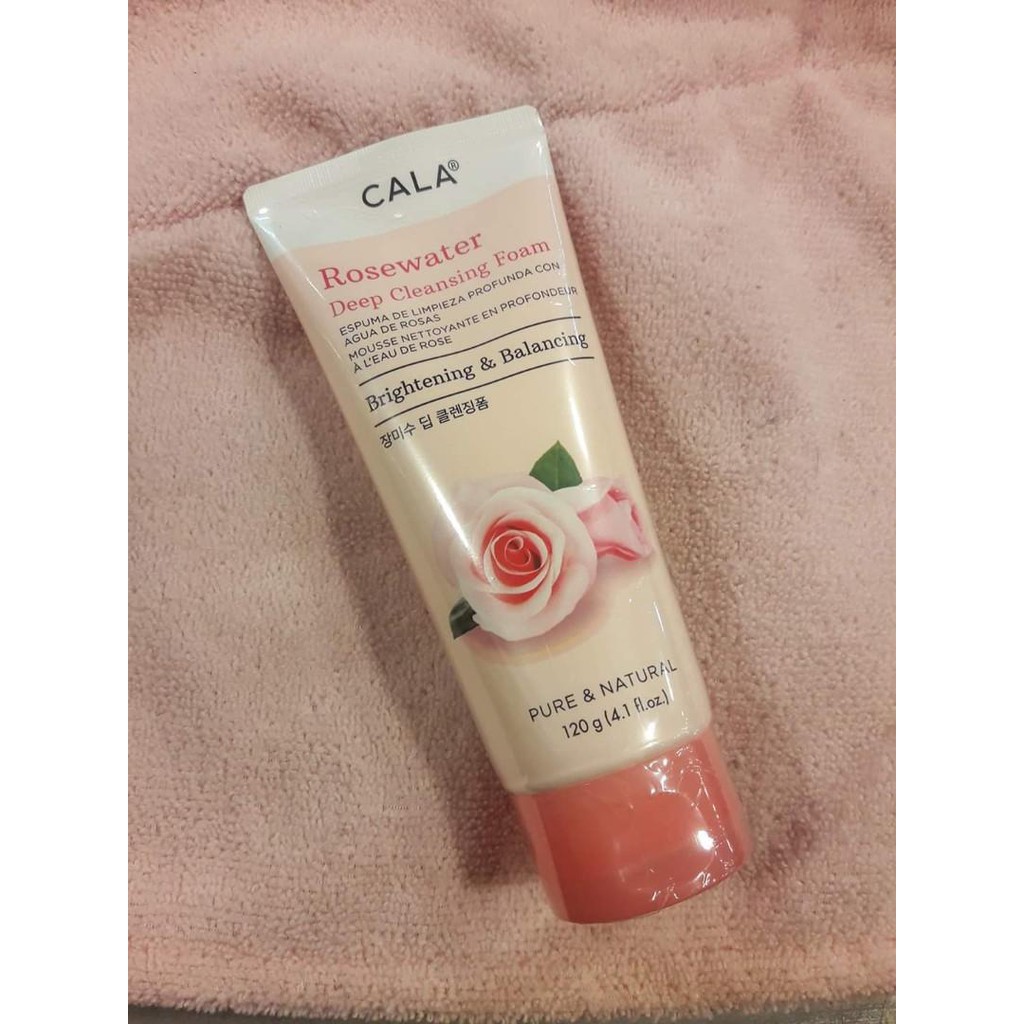 CALA®
Rosewater
Deep Cleansing Foam
ESPUMA DE LIMPIEZA PROFUNDA CON
AGUA DE ROSAS
MOUSSE NETTOYANTE EN PROFONDEUR
À L'EAU DE ROSE
Brightening & Balancing
장미수 딥 클렌징폼
PURE & NATURAL
120 g (4.1 fl.oz.)